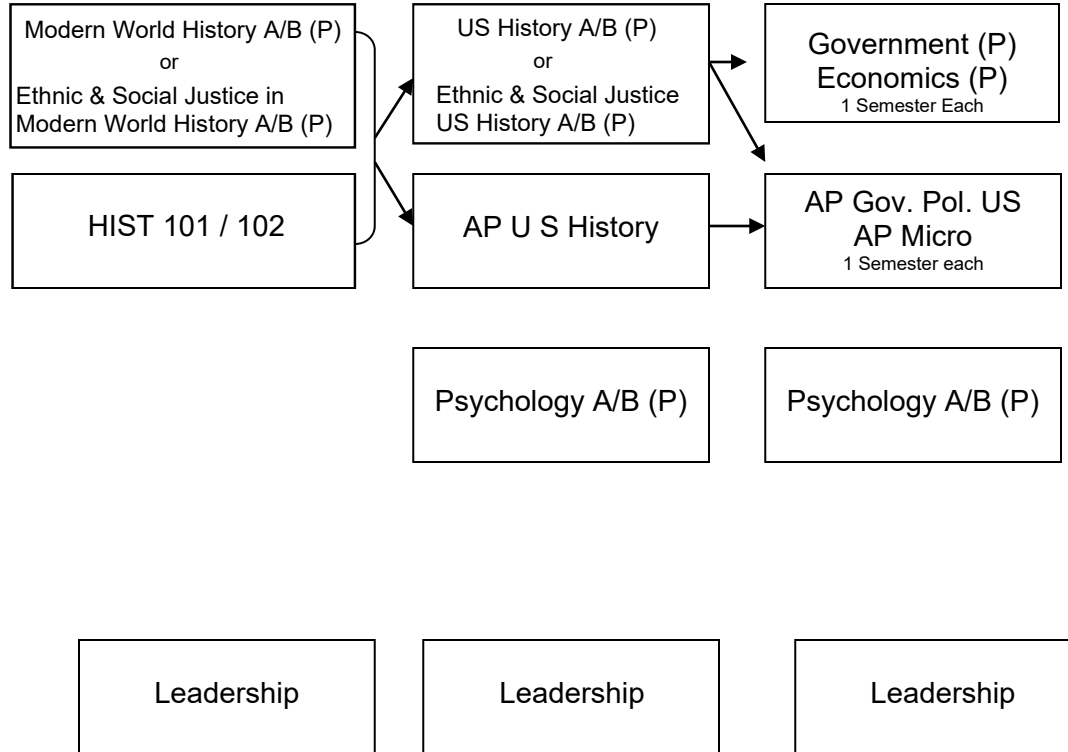 Modern World History A/B (P)
or
Ethnic & Social Justice in
Modern World History A/B (P)
US History A/B (P)
or
Ethnic & Social Justice
US History A/B (P)
Government (P)
Economics (P)
1 Semester Each
HIST 101 / 102
AP U S History
AP Gov. Pol. US
AP Micro
1 Semester each
Psychology A/B (P)
Psychology A/B (P)
Leadership
Leadership
Leadership